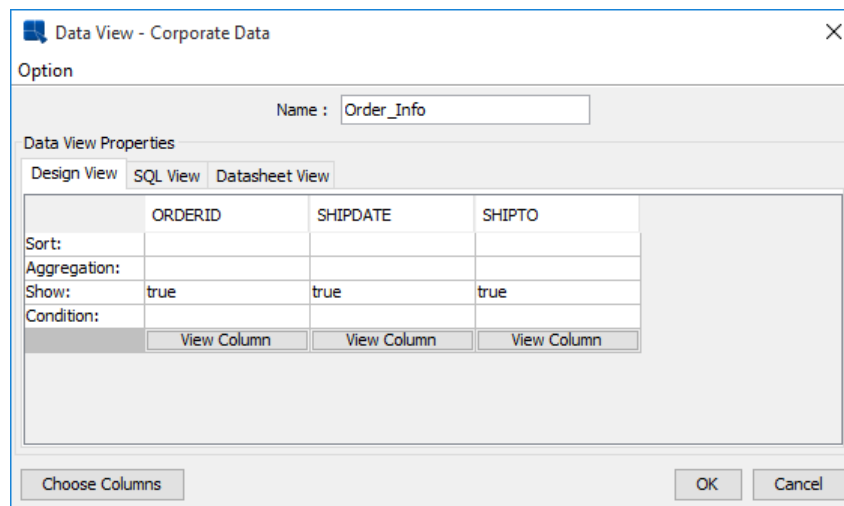 Data View - Corporate Data
Option
Name : Order_Info
Data View Properties
Design View SQL View Datasheet View
ORDERID SHIPDATE SHIPTO
Sort:
Aggregation:
Show: true true true
Condition:
View Column View Column View Column
Choose Columns OK Cancel